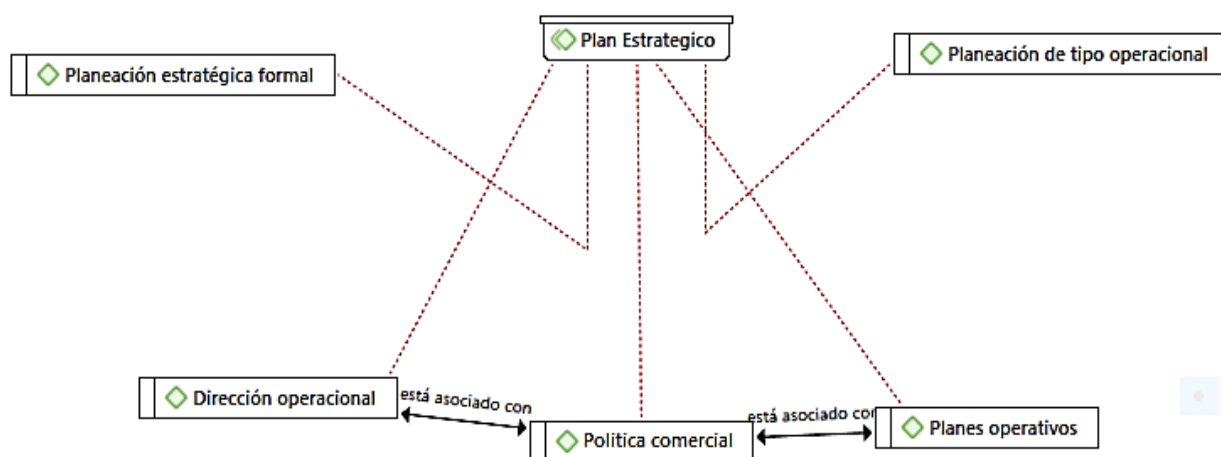 Plan Estrategico
Planeación estratégica formal
Planeación de tipo operacional
Dirección operacional
está asociado con
Política comercial
está asociado con
Planes operativos